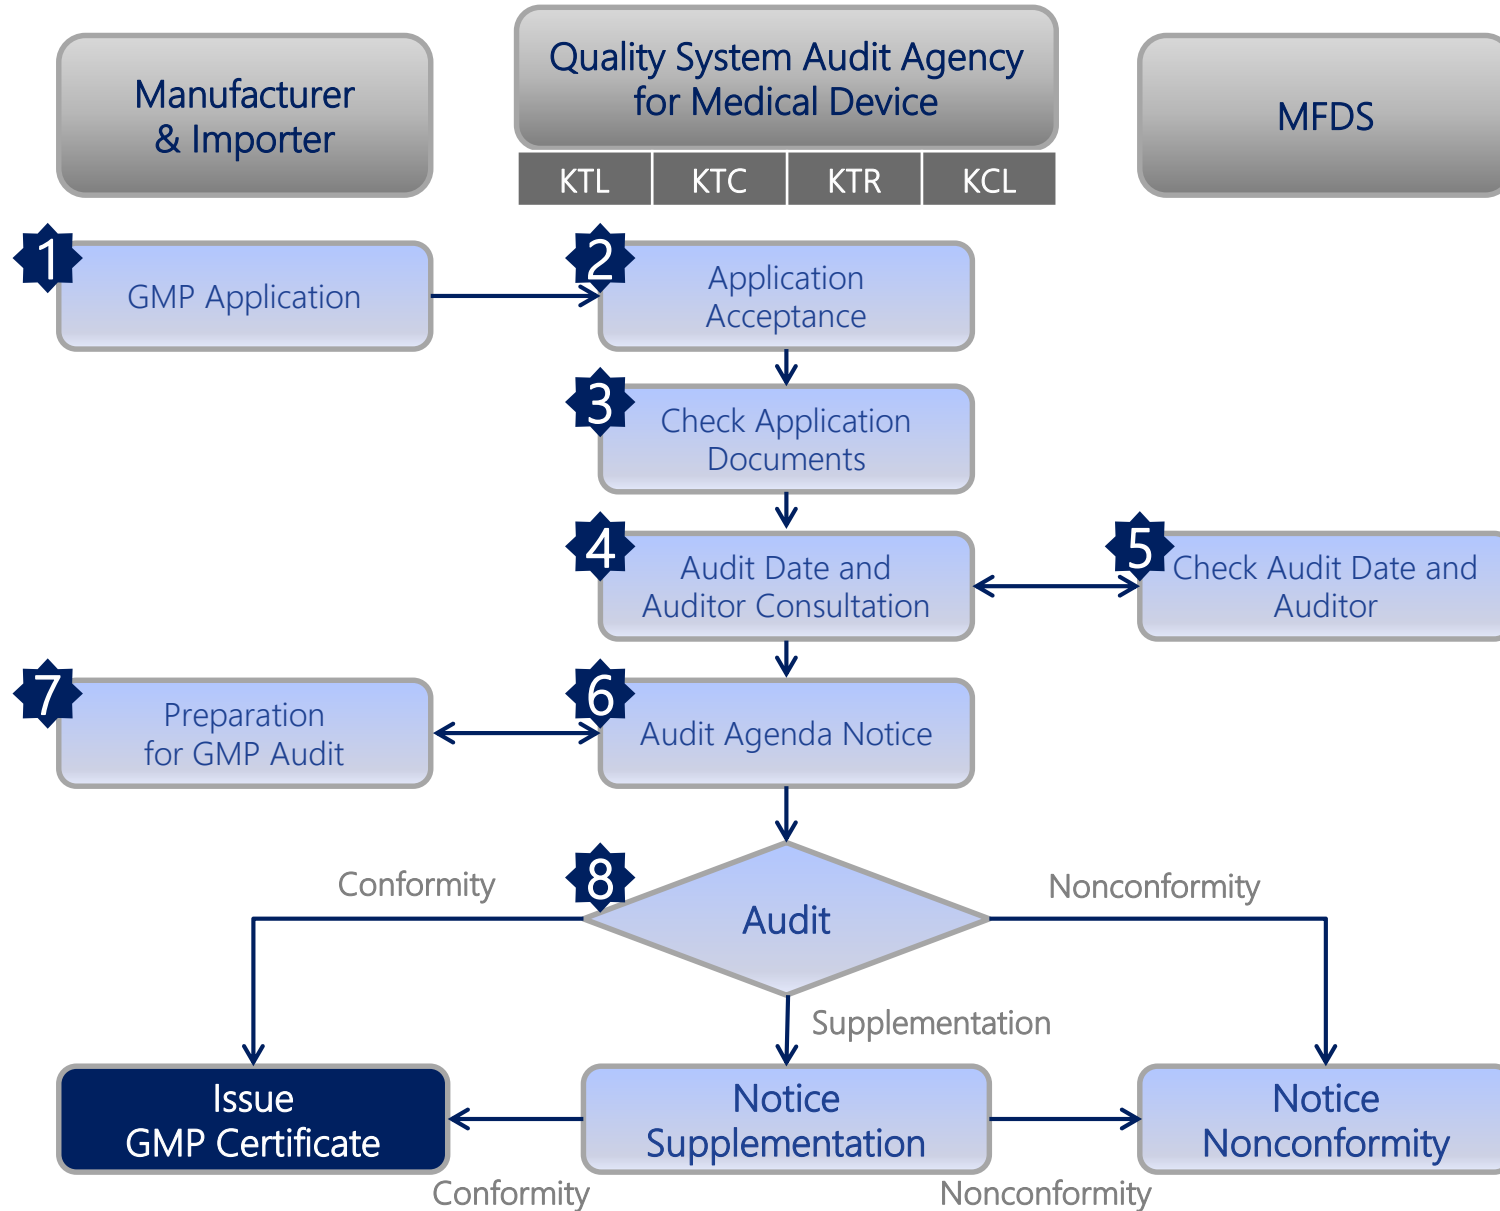 Manufacturer
& Importer
Quality System Audit Agency
for Medical Device
MFDS
KTL
KTC
KTR
KCL
1
GMP Application
2
Application
Acceptance
3
Check Application
Documents
4
Audit Date and
Auditor Consultation
5
Check Audit Date and
Auditor
7
Preparation
for GMP Audit
6
Audit Agenda Notice
8
Audit
Conformity
Nonconformity
Supplementation
Issue
GMP Certificate
Notice
Supplementation
Notice
Nonconformity
Conformity
Nonconformity